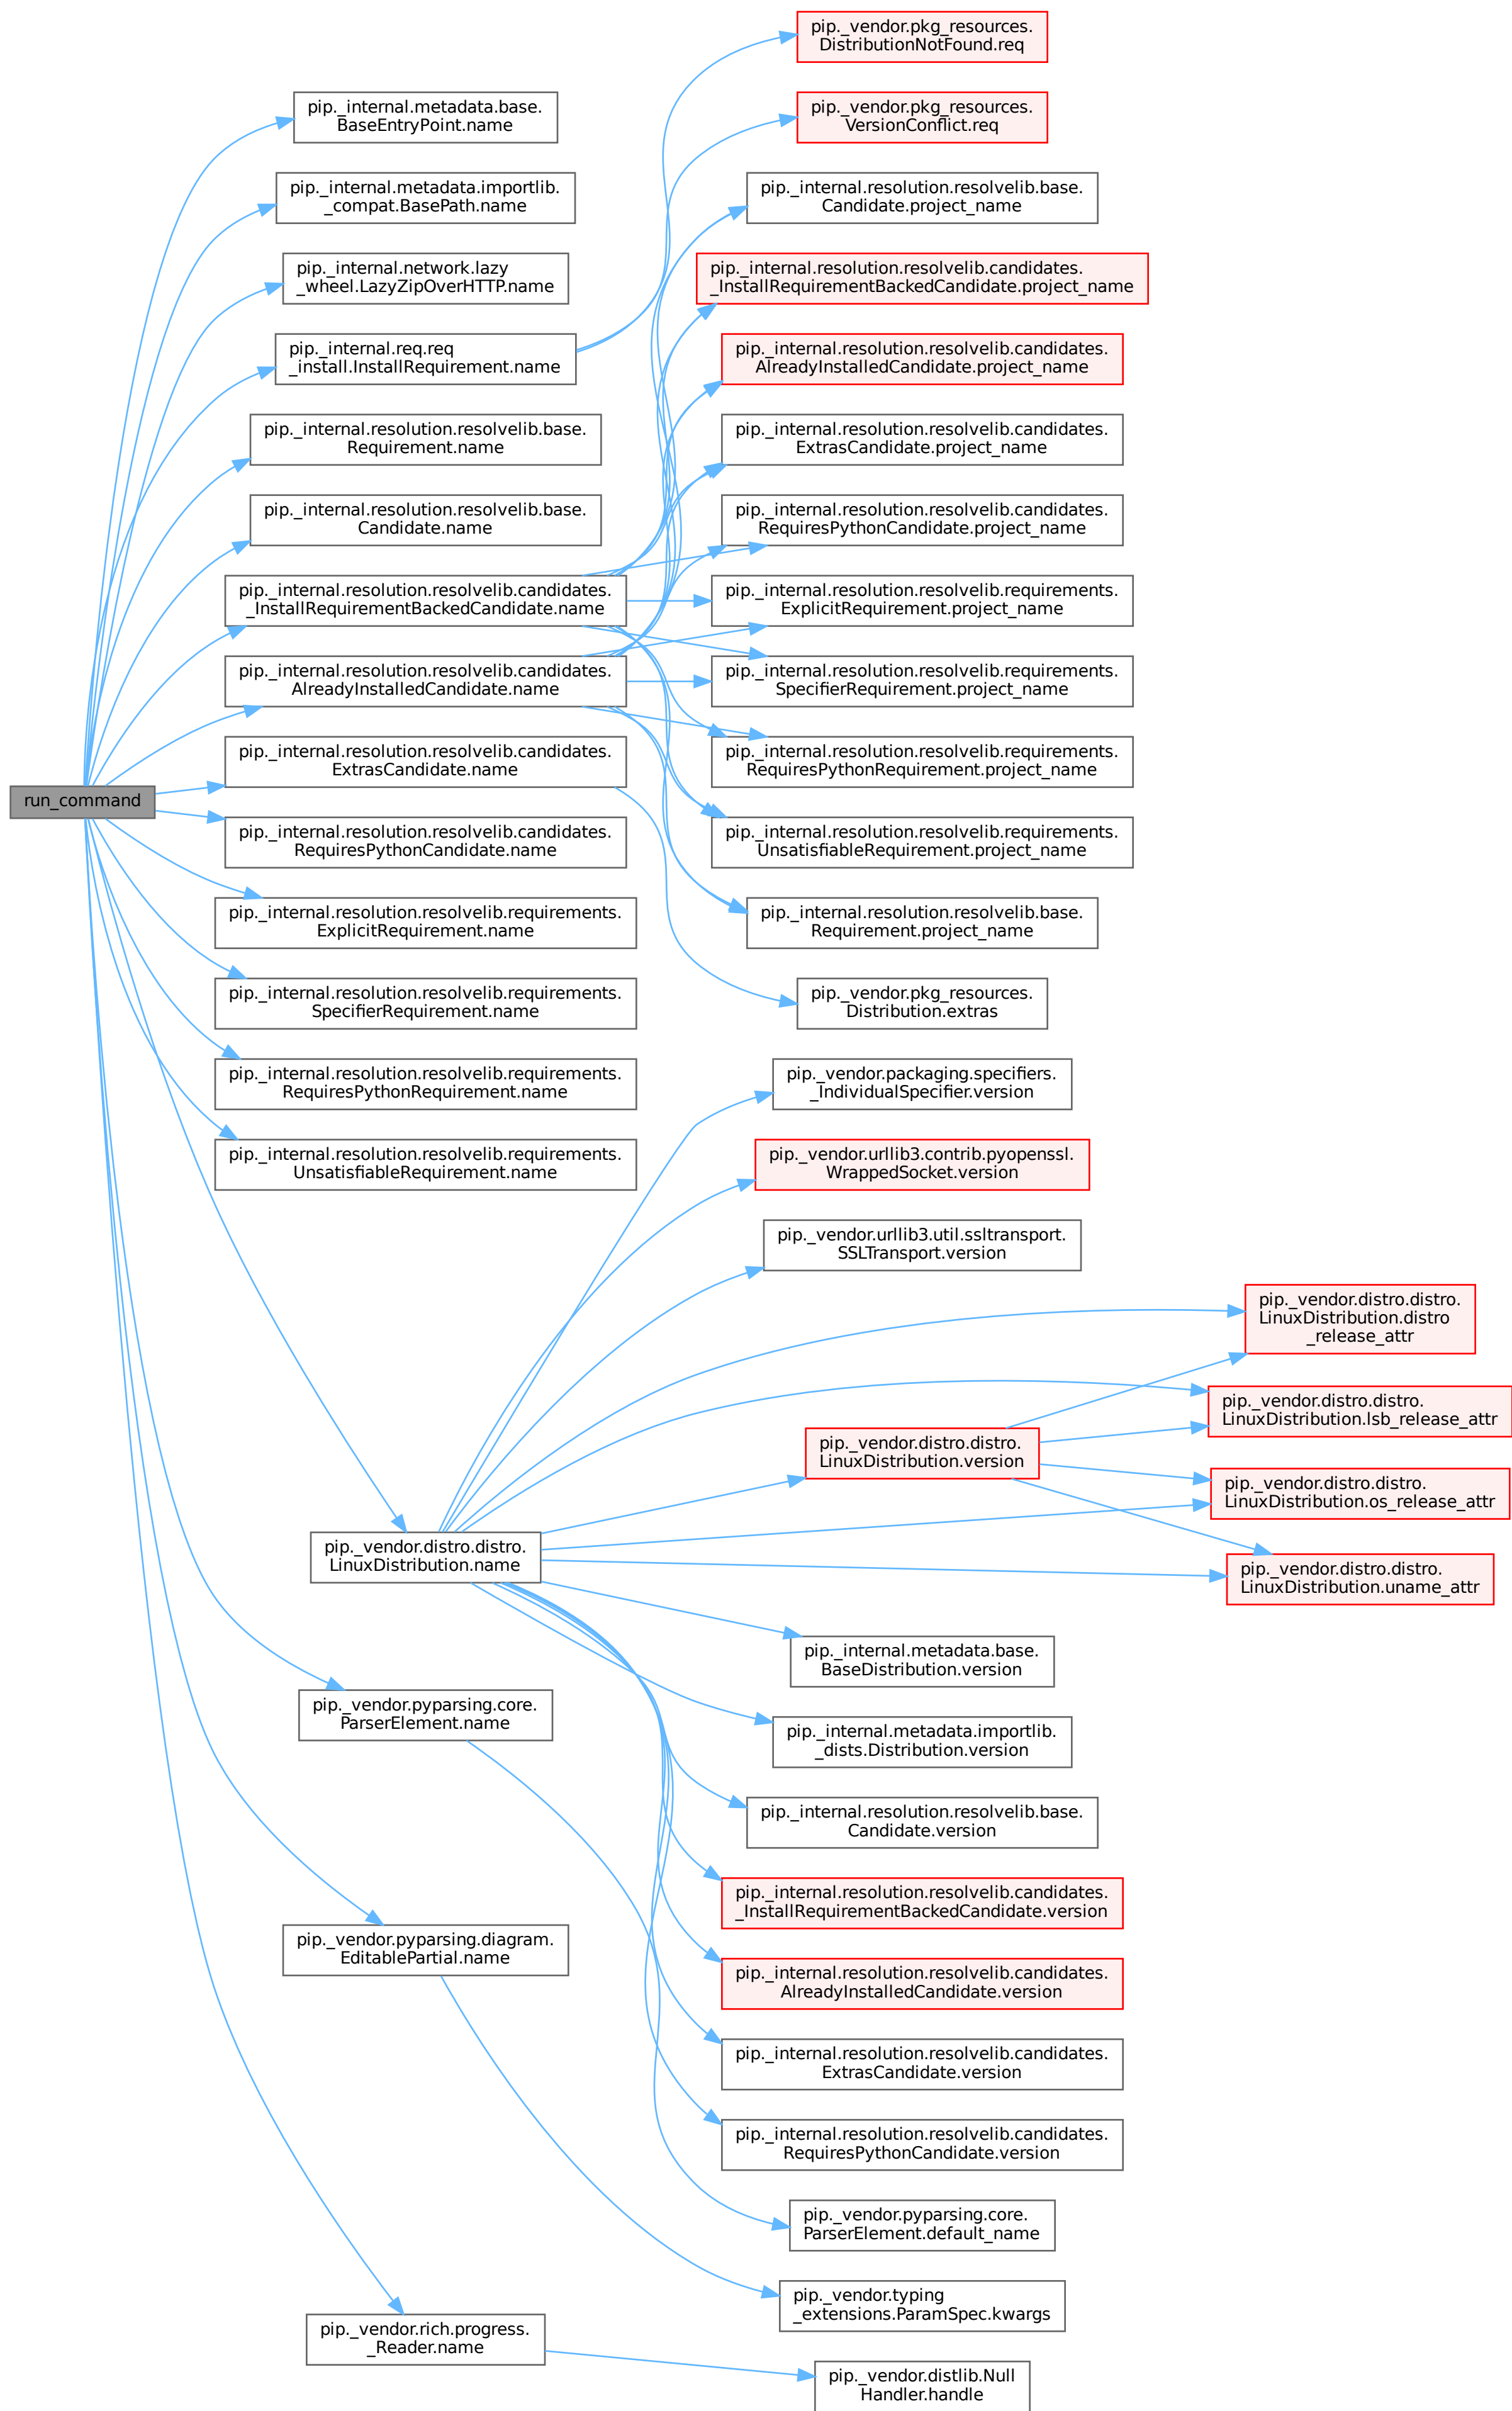 run_command
pip._internal.metadata.base.
BaseEntryPoint.name
pip._internal.metadata.importlib.
_compat.BasePath.name
pip._internal.network.lazy
_wheel.LazyZipOverHTTP.name
pip._internal.req.req
_install.InstallRequirement.name
pip._internal.resolution.resolvelib.base.
Requirement.name
pip._internal.resolution.resolvelib.base.
Candidate.name
pip._internal.resolution.resolvelib.candidates.
_InstallRequirementBackedCandidate.name
pip._internal.resolution.resolvelib.candidates.
AlreadyInstalledCandidate.name
pip._internal.resolution.resolvelib.candidates.
ExtrasCandidate.name
pip._internal.resolution.resolvelib.candidates.
RequiresPythonCandidate.name
pip._internal.resolution.resolvelib.requirements.
ExplicitRequirement.name
pip._internal.resolution.resolvelib.requirements.
SpecifierRequirement.name
pip._internal.resolution.resolvelib.requirements.
RequiresPythonRequirement.name
pip._internal.resolution.resolvelib.requirements.
UnsatisfiableRequirement.name
pip._vendor.distro.distro.
LinuxDistribution.name
pip._vendor.pyparsing.core.
ParserElement.name
pip._vendor.pyparsing.diagram.
EditablePartial.name
pip._vendor.rich.progress.
_Reader.name
pip._vendor.pkg_resources.
DistributionNotFound.req
pip._vendor.pkg_resources.
VersionConflict.req
pip._internal.resolution.resolvelib.base.
Candidate.project_name
pip._internal.resolution.resolvelib.candidates.
_InstallRequirementBackedCandidate.project_name
pip._internal.resolution.resolvelib.candidates.
AlreadyInstalledCandidate.project_name
pip._internal.resolution.resolvelib.candidates.
ExtrasCandidate.project_name
pip._internal.resolution.resolvelib.candidates.
RequiresPythonCandidate.project_name
pip._internal.resolution.resolvelib.requirements.
ExplicitRequirement.project_name
pip._internal.resolution.resolvelib.requirements.
SpecifierRequirement.project_name
pip._internal.resolution.resolvelib.requirements.
RequiresPythonRequirement.project_name
pip._internal.resolution.resolvelib.requirements.
UnsatisfiableRequirement.project_name
pip._internal.resolution.resolvelib.base.
Requirement.project_name
pip._vendor.pkg_resources.
Distribution.extras
pip._vendor.packaging.specifiers.
_IndividualSpecifier.version
pip._vendor.urllib3.contrib.pyopenssl.
WrappedSocket.version
pip._vendor.urllib3.util.ssltransport.
SSLTransport.version
pip._vendor.distro.distro.
LinuxDistribution.version
pip._internal.metadata.base.
BaseDistribution.version
pip._internal.metadata.importlib.
_dists.Distribution.version
pip._internal.resolution.resolvelib.base.
Candidate.version
pip._internal.resolution.resolvelib.candidates.
_InstallRequirementBackedCandidate.version
pip._internal.resolution.resolvelib.candidates.
AlreadyInstalledCandidate.version
pip._internal.resolution.resolvelib.candidates.
ExtrasCandidate.version
pip._internal.resolution.resolvelib.candidates.
RequiresPythonCandidate.version
pip._vendor.pyparsing.core.
ParserElement.default_name
pip._vendor.typing
_extensions.ParamSpec.kwargs
pip._vendor.distlib.Null
Handler.handle
pip._vendor.distro.distro.
LinuxDistribution.distro
_release_attr
pip._vendor.distro.distro.
LinuxDistribution.lsb_release_attr
pip._vendor.distro.distro.
LinuxDistribution.os_release_attr
pip._vendor.distro.distro.
LinuxDistribution.uname_attr